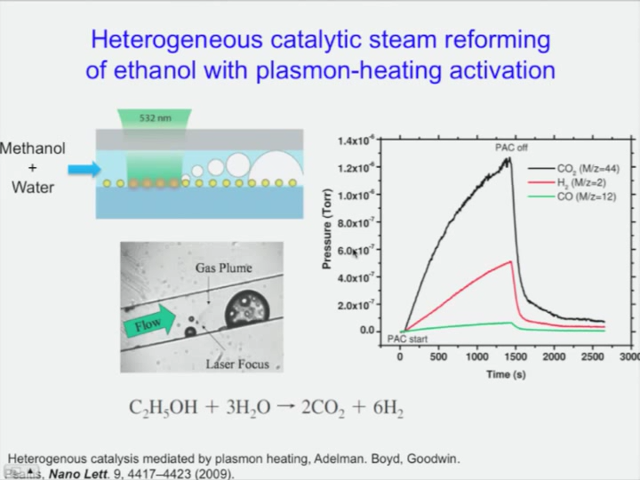 Heterogeneous catalytic steam reforming
of ethanol with plasmon-heating activation
532 nm
Methanol
+
Water
Gas Plume
Flow
Laser Focus
PAC off
CO₂ (M/z=44)
H₂ (M/z=2)
CO (M/z=12)
1.4x10⁻⁶
1.2x10⁻⁶
1.0x10⁻⁶
8.0x10⁻⁷
6.0x10⁻⁷
4.0x10⁻⁷
2.0x10⁻⁷
0.0
Pressure (Torr)
PAC start
0 500 1000 1500 2000 2500 3000
Time (s)
C₂H₅OH + 3H₂O → 2CO₂ + 6H₂
Heterogenous catalysis mediated by plasmon heating, Adelman. Boyd, Goodwin.
Nano Lett. 9, 4417–4423 (2009).